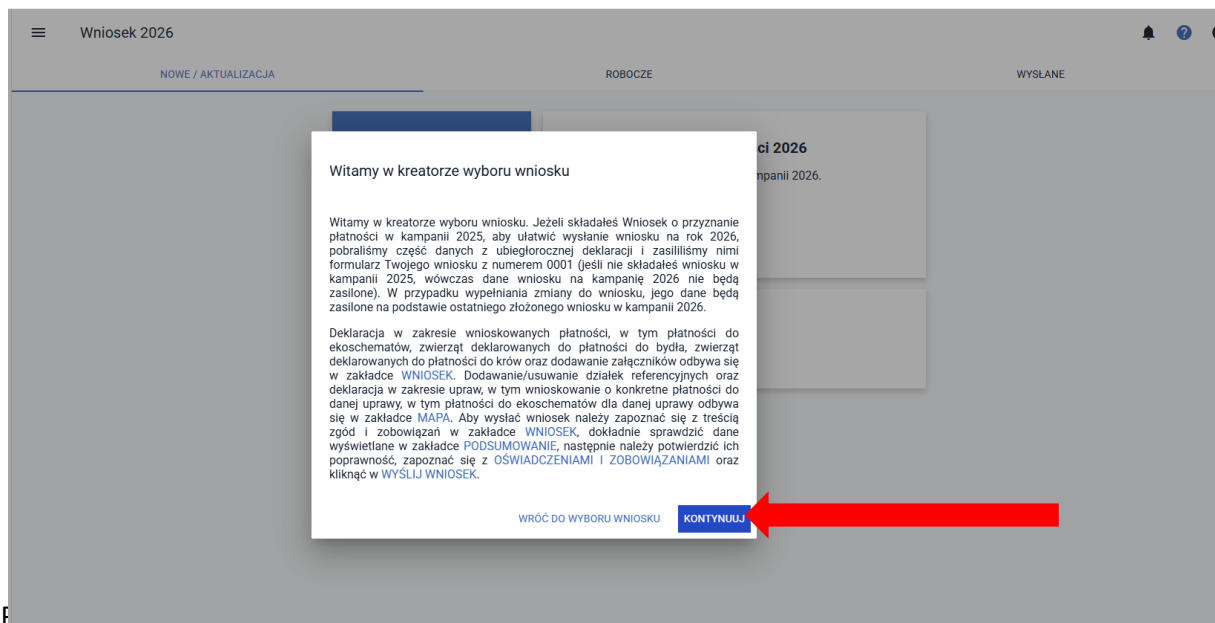 Wniosek 2026
NOWE / AKTUALIZACJA
ROBOCZE
WYSŁANE
ci 2026
mpanii 2026.
Witamy w kreatorze wyboru wniosku
Witamy w kreatorze wyboru wniosku. Jeżeli składałeś Wniosek o przyznanie
płatności w kampanii 2025, aby ułatwić wysłanie wniosku na rok 2026,
pobraliśmy część danych z ubiegłorocznej deklaracji i zasililiśmy nimi
formularz Twojego wniosku z numerem 0001 (jeśli nie składałeś wniosku w
kampanii 2025, wówczas dane wniosku na kampanię 2026 nie będą
zasilone). W przypadku wypełniania zmiany do wniosku, jego dane będą
zasilone na podstawie ostatniego złożonego wniosku w kampanii 2026.
Deklaracja w zakresie wnioskowanych płatności, w tym płatności do
ekoschematów, zwierząt deklarowanych do płatności do bydła, zwierząt
deklarowanych do płatności do krów oraz dodawanie załączników odbywa się
w zakładce WNIOSEK. Dodawanie/usuwanie działek referencyjnych oraz
deklaracja w zakresie upraw, w tym wnioskowanie o konkretne płatności do
danej uprawy, w tym płatności do ekoschematów dla danej uprawy odbywa
się w zakładce MAPA. Aby wysłać wniosek należy zapoznać się z treścią
zgód i zobowiązań w zakładce WNIOSEK, dokładnie sprawdzić dane
wyświetlane w zakładce PODSUMOWANIE, następnie należy potwierdzić ich
poprawność, zapoznać się z OŚWIADCZENIAMI I ZOBOWIĄZANIAMI oraz
kliknąć w WYŚLIJ WNIOSEK.
WRÓĆ DO WYBORU WNIOSKU
KONTYNUUJ